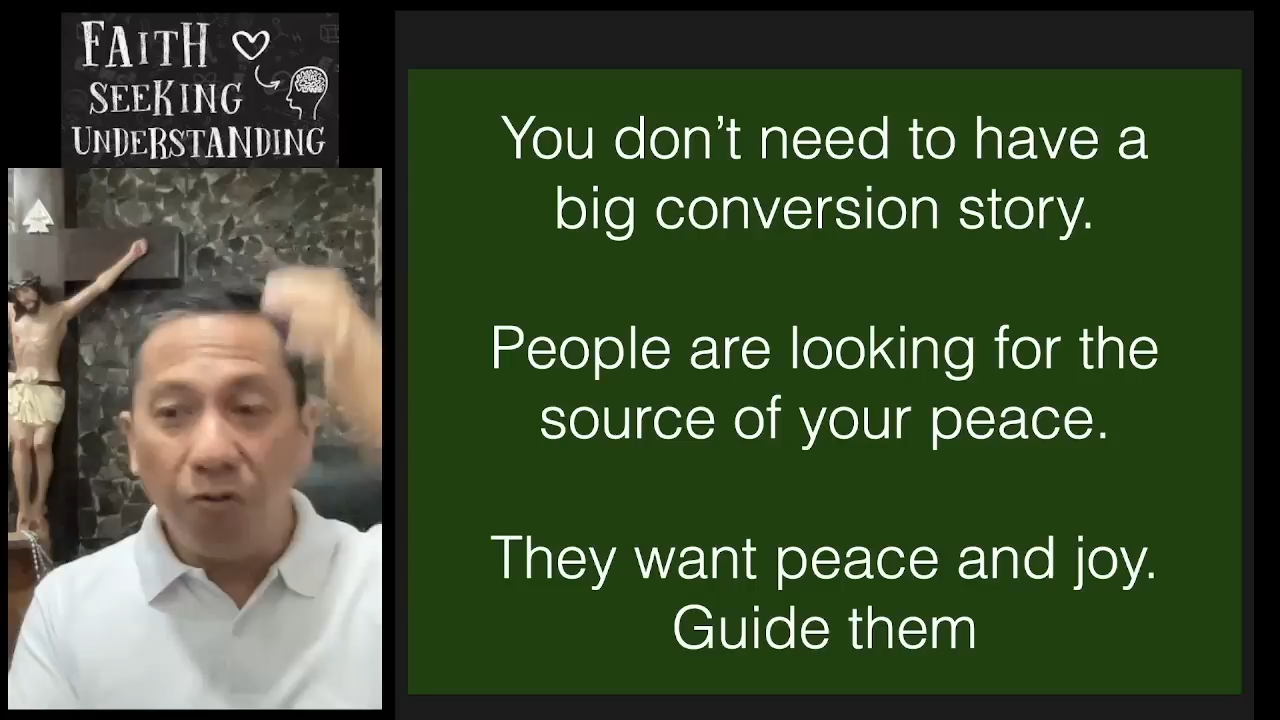 FAITH
SEEKING
UNDERSTANDING
You don't need to have a
big conversion story.
People are looking for the
source of your peace.
They want peace and joy.
Guide them